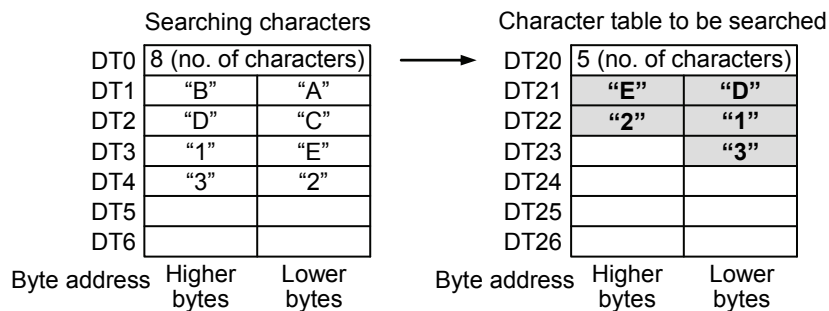 Searching characters
Character table to be searched
DT0 8 (no. of characters)
DT1 “B” “A”
DT2 “D” “C”
DT3 “1” “E”
DT4 “3” “2”
DT5
DT6
Byte address Higher bytes Lower bytes
DT20 5 (no. of characters)
DT21 “E” “D”
DT22 “2” “1”
DT23 “3”
DT24
DT25
DT26
Byte address Higher bytes Lower bytes